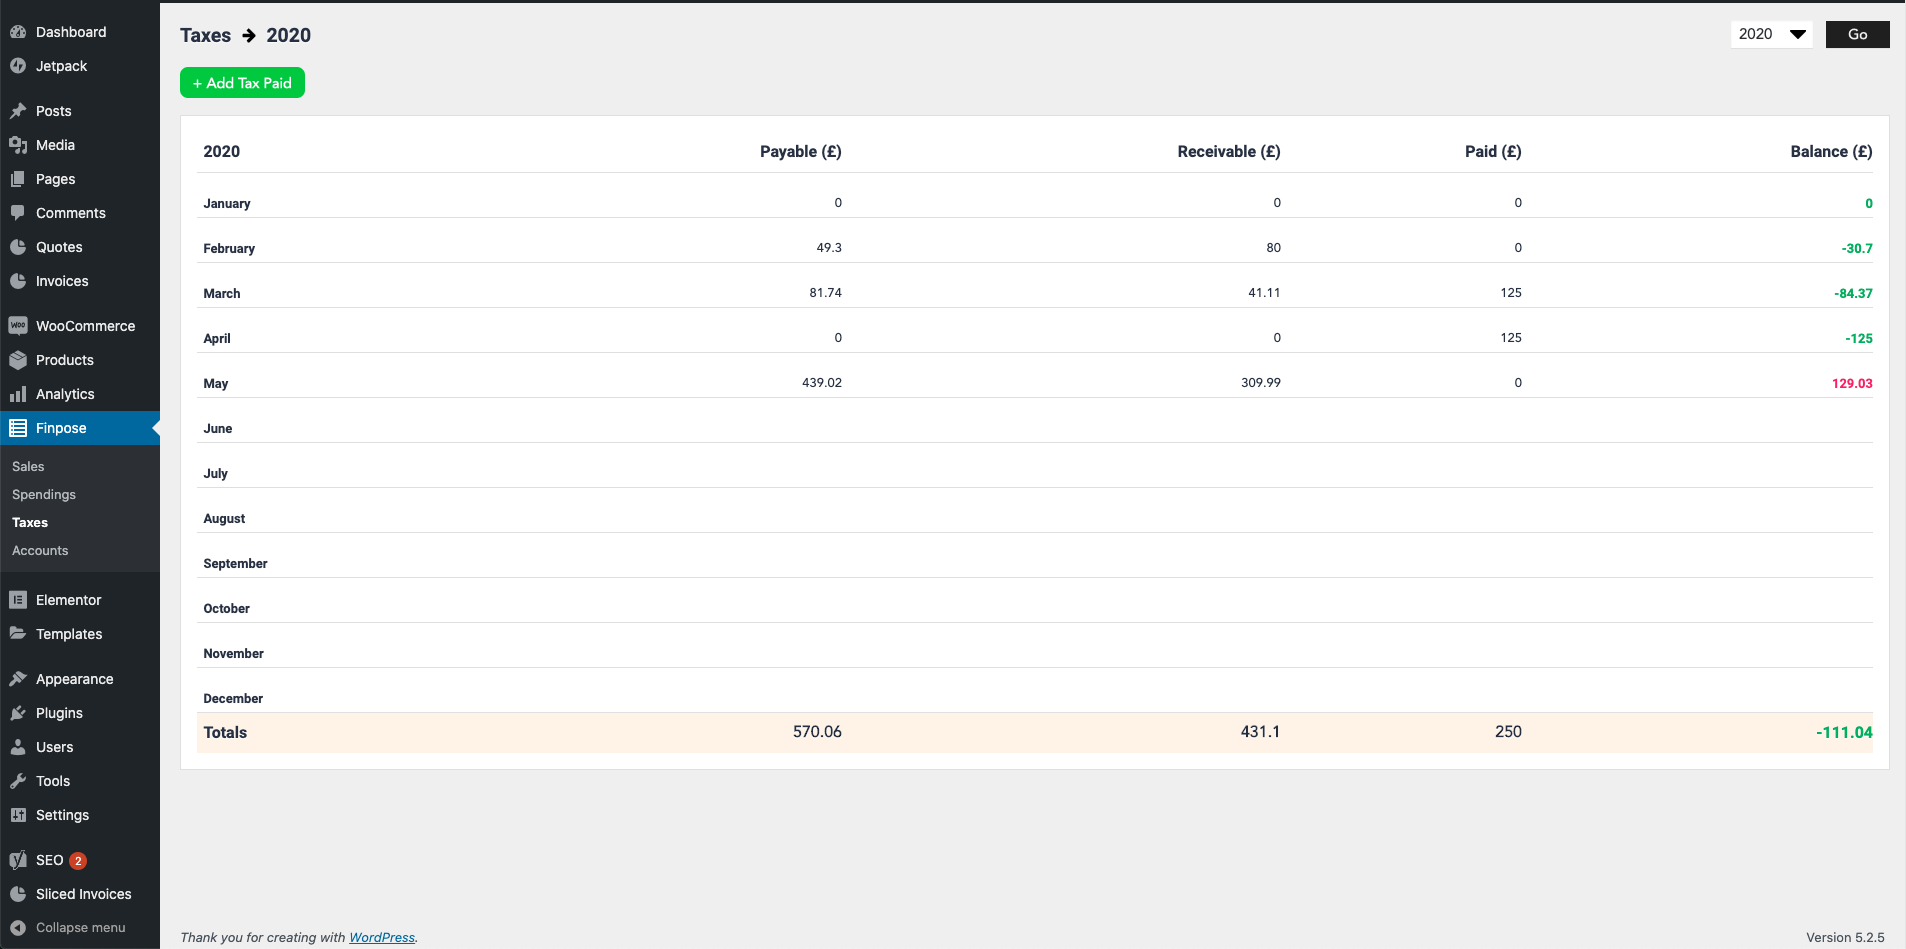 Dashboard
Jetpack
Posts
Media
Pages
Comments
Quotes
Invoices
WOO WooCommerce
Products
Analytics
Finpose
Sales
Spendings
Taxes
Accounts
Elementor
Templates
Appearance
Plugins
Users
Tools
Settings
SEO 2
Sliced Invoices
Collapse menu
Taxes → 2020
2020 Go
+ Add Tax Paid
2020 Payable (£) Receivable (£) Paid (£) Balance (£)
January 0 0 0 0
February 49.3 80 0 -30.7
March 81.74 41.11 125 -84.37
April 0 0 125 -125
May 439.02 309.99 0 129.03
June
July
August
September
October
November
December
Totals 570.06 431.1 250 -111.04
Thank you for creating with WordPress.
Version 5.2.5